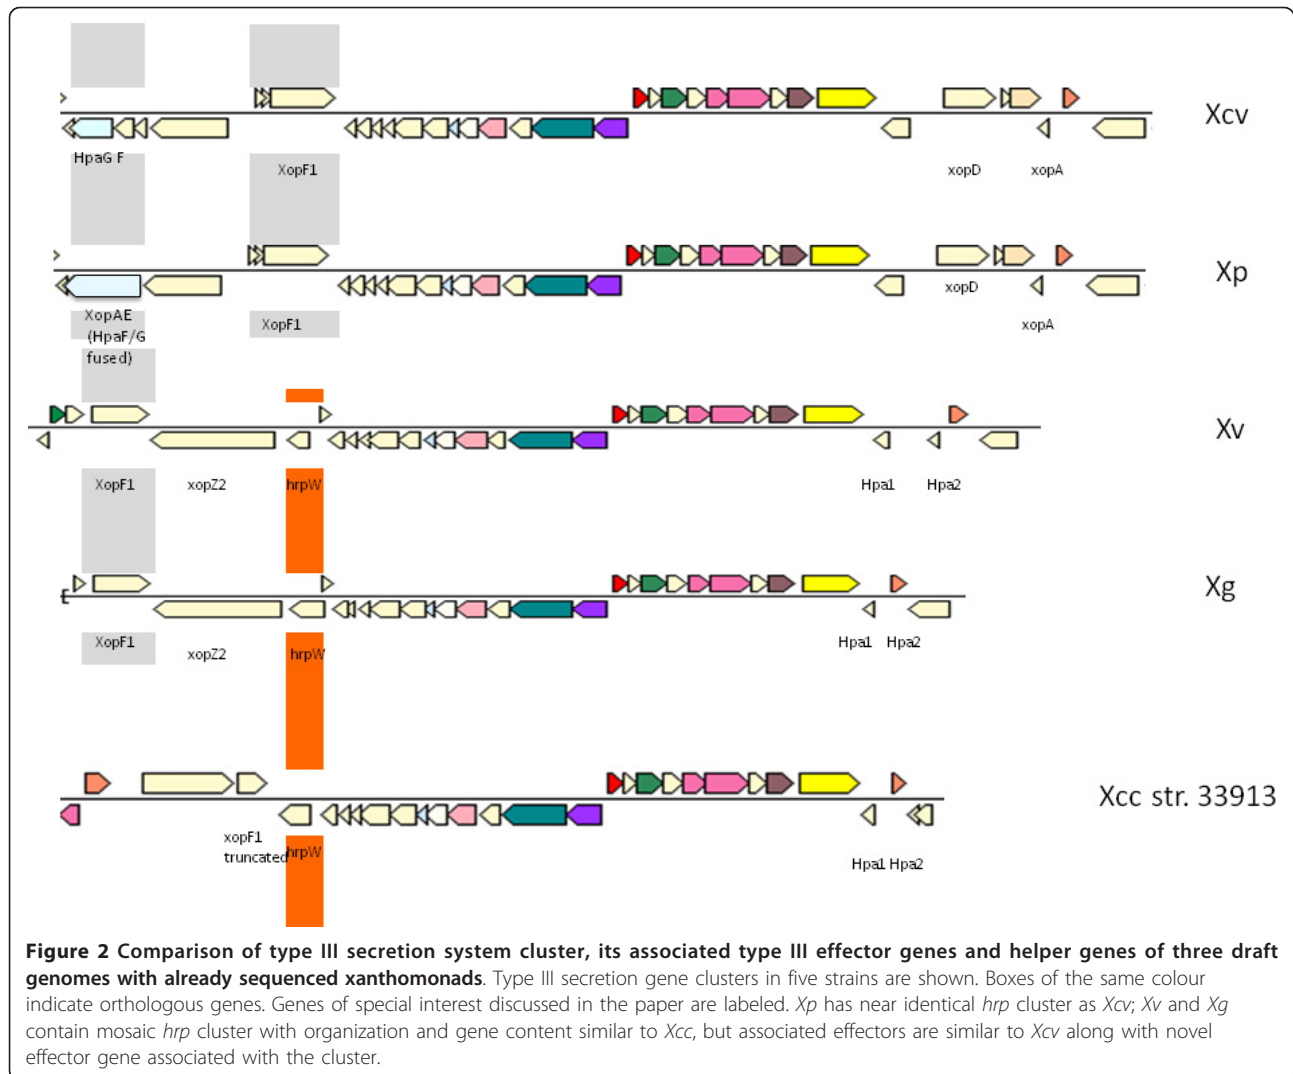 Xcv
HpaG F
XopF1
xopD
xopA
Xp
XopAE
(HpaF/G
fused)
XopF1
xopD
xopA
Xv
XopF1
xopZ2
hrpW
Hpa1
Hpa2
Xg
XopF1
xopZ2
hrpW
Hpa1
Hpa2
Xcc str. 33913
xopF1
truncated
hrpW
Hpa1
Hpa2
Figure 2 Comparison of type III secretion system cluster, its associated type III effector genes and helper genes of three draft
genomes with already sequenced xanthomonads. Type III secretion gene clusters in five strains are shown. Boxes of the same colour
indicate orthologous genes. Genes of special interest discussed in the paper are labeled. Xp has near identical hrp cluster as Xcv; Xv and Xg
contain mosaic hrp cluster with organization and gene content similar to Xcc, but associated effectors are similar to Xcv along with novel
effector gene associated with the cluster.